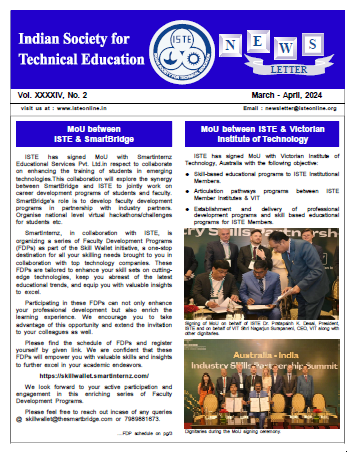 Indian Society for
Technical Education
ISTE
NEWS
LETTER
Vol. XXXXIV, No. 2
March - April, 2024
visit us at : www.isteonline.in
Email : newsletter@isteonline.org
MoU between
ISTE & SmartBridge
ISTE has signed MoU with SmartInternz
Educational Services Pvt. Ltd.in respect to collaborate
on enhancing the training of students in emerging
technologies.This collaboration will explore the synergy
between SmartBridge and ISTE to jointly work on
career development programs of students and faculty.
SmartBridge's role is to develop faculty development
programs in partnership with industry partners.
Organise national level virtual hackathons/challenges
for students etc.
SmartInternz, in collaboration with ISTE, is
organizing a series of Faculty Development Programs
(FDPs) as part of the Skill Wallet initiative, a one-stop
destination for all your skilling needs brought to you in
collaboration with top technology companies. These
FDPs are tailored to enhance your skill sets on cutting-
edge technologies, keep you abreast of the latest
educational trends, and equip you with valuable insights
to excel.
Participating in these FDPs can not only enhance
your professional development but also enrich the
learning experience. We encourage you to take
advantage of this opportunity and extend the invitation
to your colleagues as well.
Please find the schedule of FDPs and register
yourself by given link. We are confident that these
FDPs will empower you with valuable skills and insights
to further excel in your academic endeavors.
https://skillwallet.smartinternz.com/
We look forward to your active participation and
engagement in this enriching series of Faculty
Development Programs.
Please feel free to reach out incase of any queries
@ skillwallet@thesmartbridge.com or 7989881673.
...FDP schedule on pg3
MoU between ISTE & Victorian
Institute of Technology
ISTE has signed MoU with Victorian Institute of
Technology, Australia with the following objective:
● Skill-based educational programs to ISTE Institutional
Members.
● Articulation pathways programs between ISTE
Member Institutes & VIT
● Establishment and delivery of professional
development programs and skill based educational
programs for ISTE Members.
Signing of MoU on behalf of ISTE Dr. Pratapsinh K. Desai, President,
ISTE and on behalf of VIT Shri Nagarjun Surapaneni, CEO, VIT along with
other dignitaries.
Australia - India
Industry Skills Partnership Summit
Dignitaries during the MoU signing ceremony.